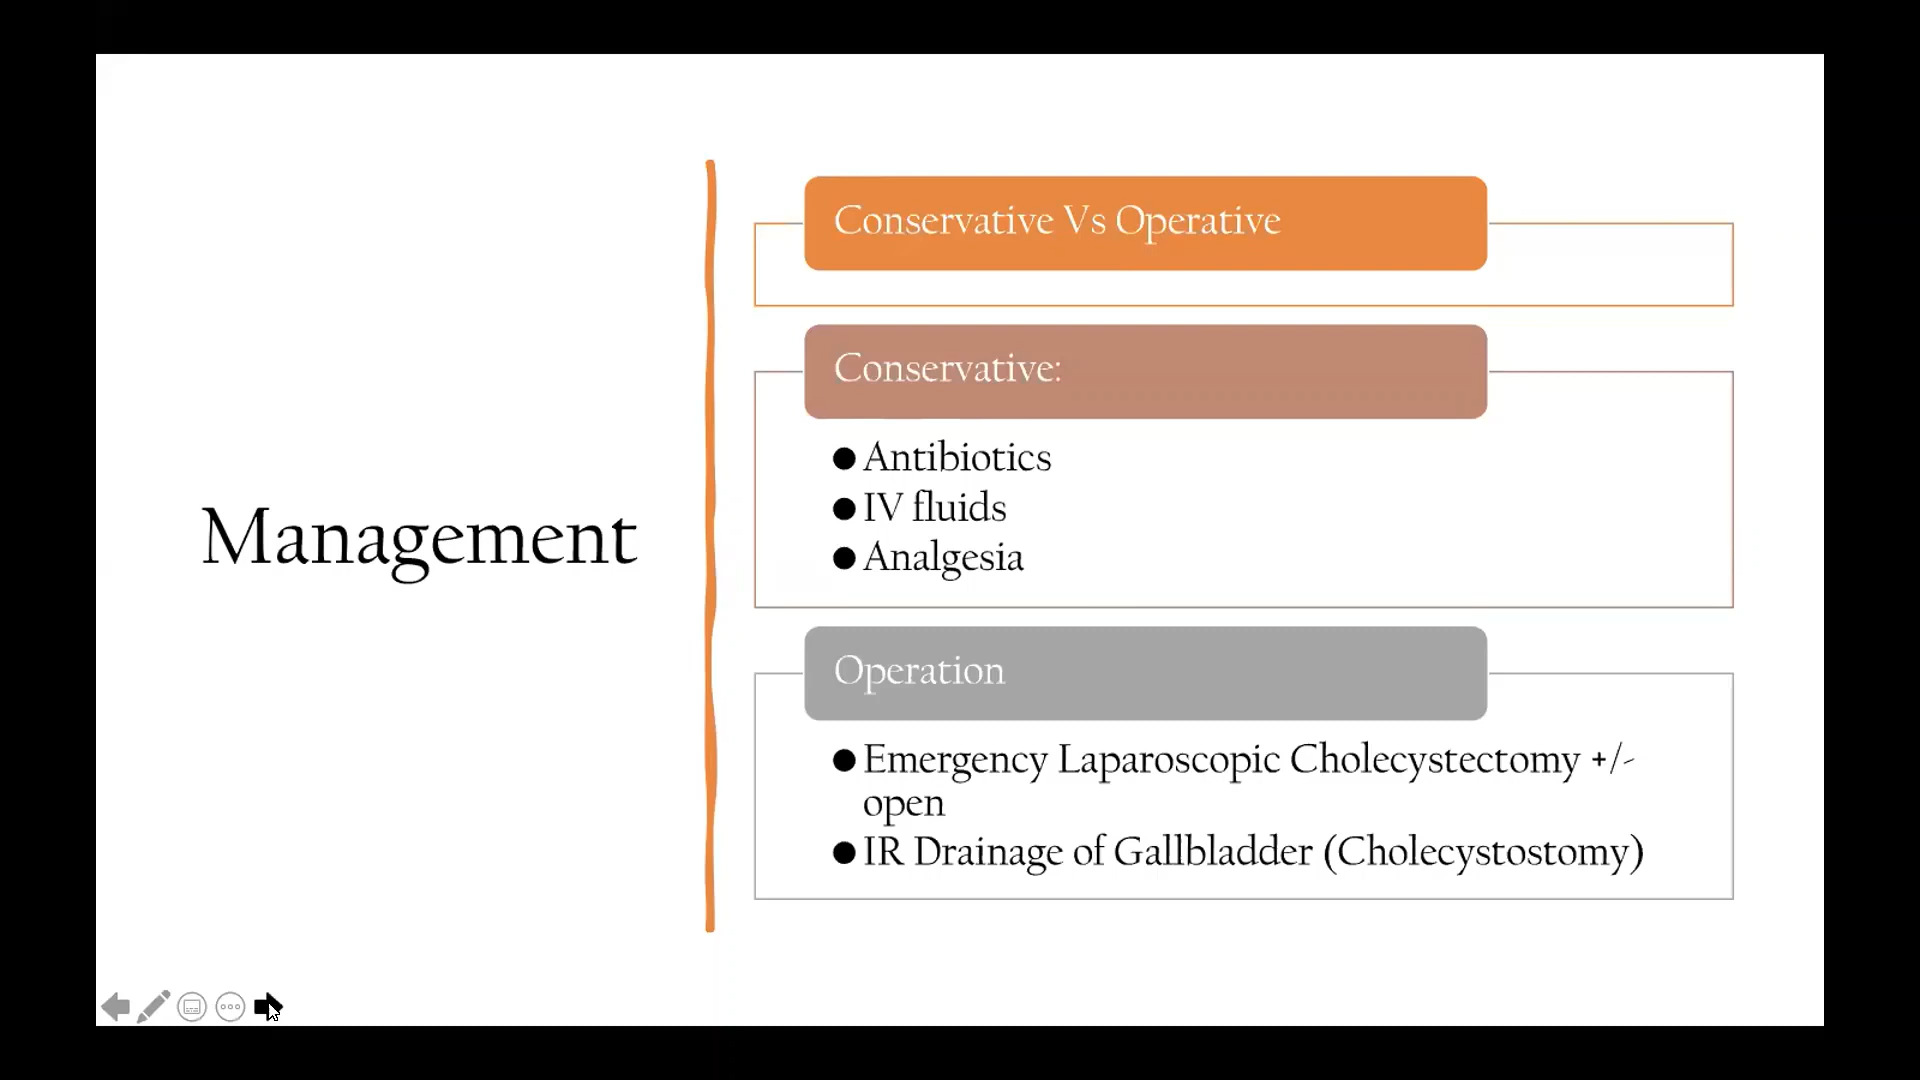 Management
Conservative Vs Operative
Conservative:
● Antibiotics
● IV fluids
● Analgesia
Operation
● Emergency Laparoscopic Cholecystectomy +/-
open
● IR Drainage of Gallbladder (Cholecystostomy)